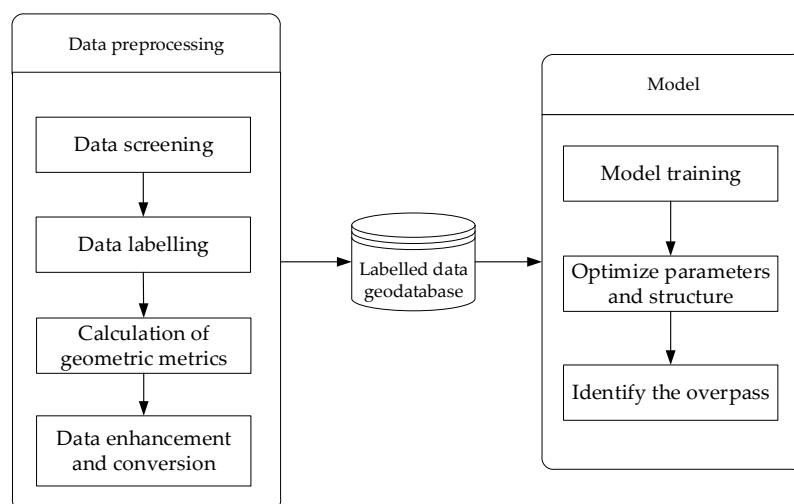 Data preprocessing
Data screening
Data labelling
Calculation of
geometric metrics
Data enhancement
and conversion
Labelled data
geodatabase
Model
Model training
Optimize parameters
and structure
Identify the overpass